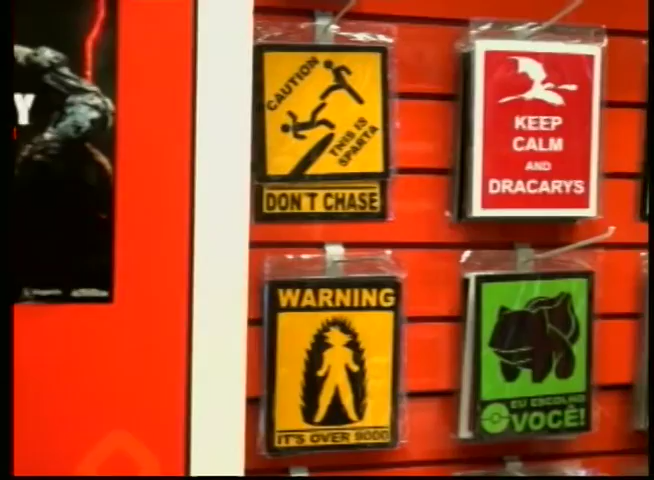 Y
CAUTION
THIS IS
SPARTA
DON'T CHASE
KEEP
CALM
AND
DRACARYS
WARNING
IT'S OVER 9000
EU ESCOLHO
VOCÊ!